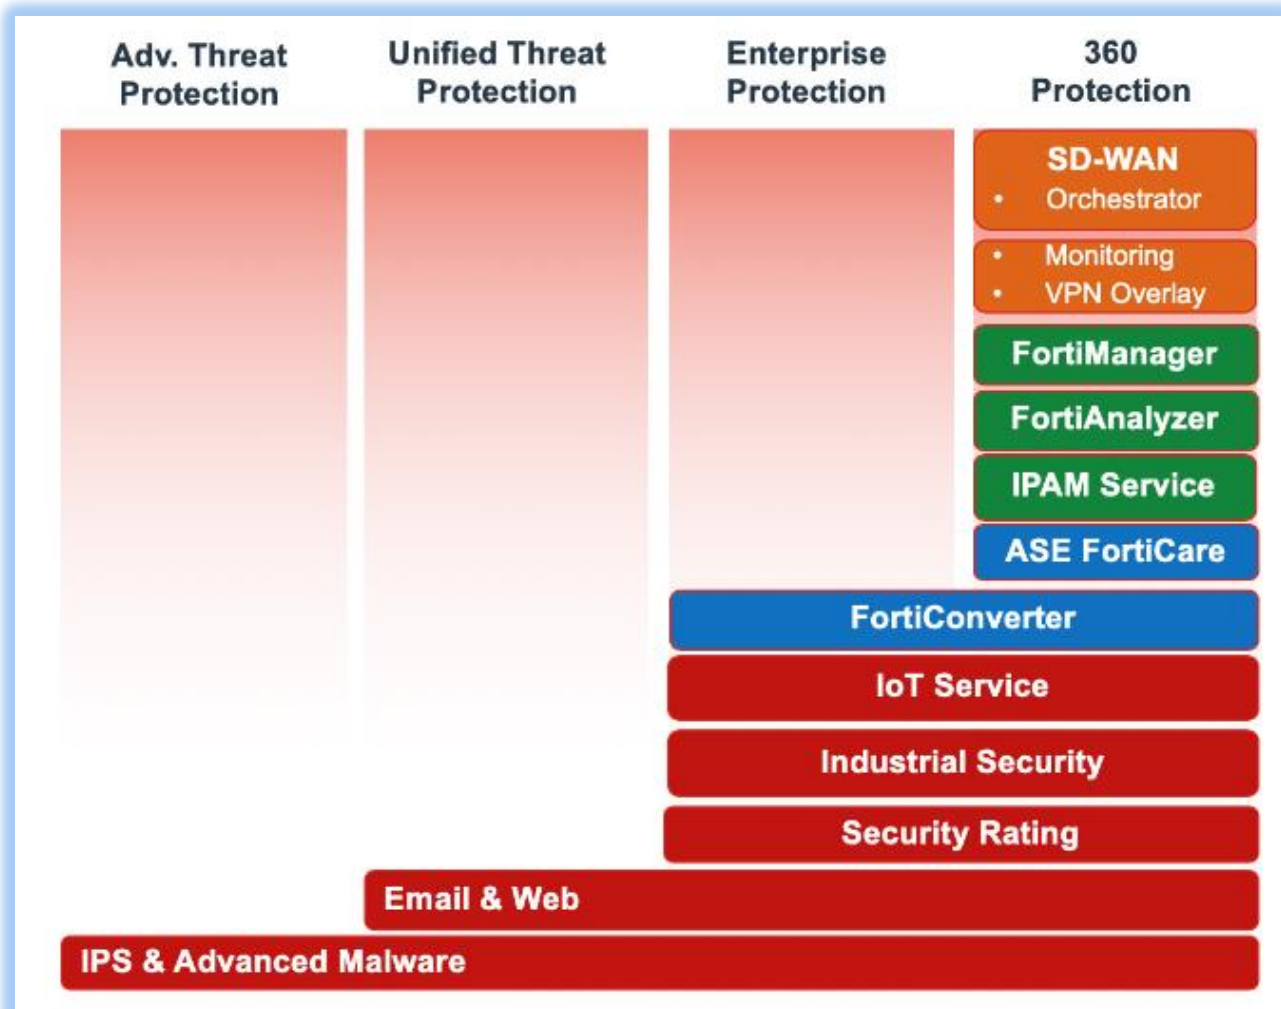 Adv. Threat
Protection
Unified Threat
Protection
Enterprise
Protection
360
Protection
SD-WAN
• Orchestrator
• Monitoring
• VPN Overlay
FortiManager
FortiAnalyzer
IPAM Service
ASE FortiCare
FortiConverter
IoT Service
Industrial Security
Security Rating
Email & Web
IPS & Advanced Malware